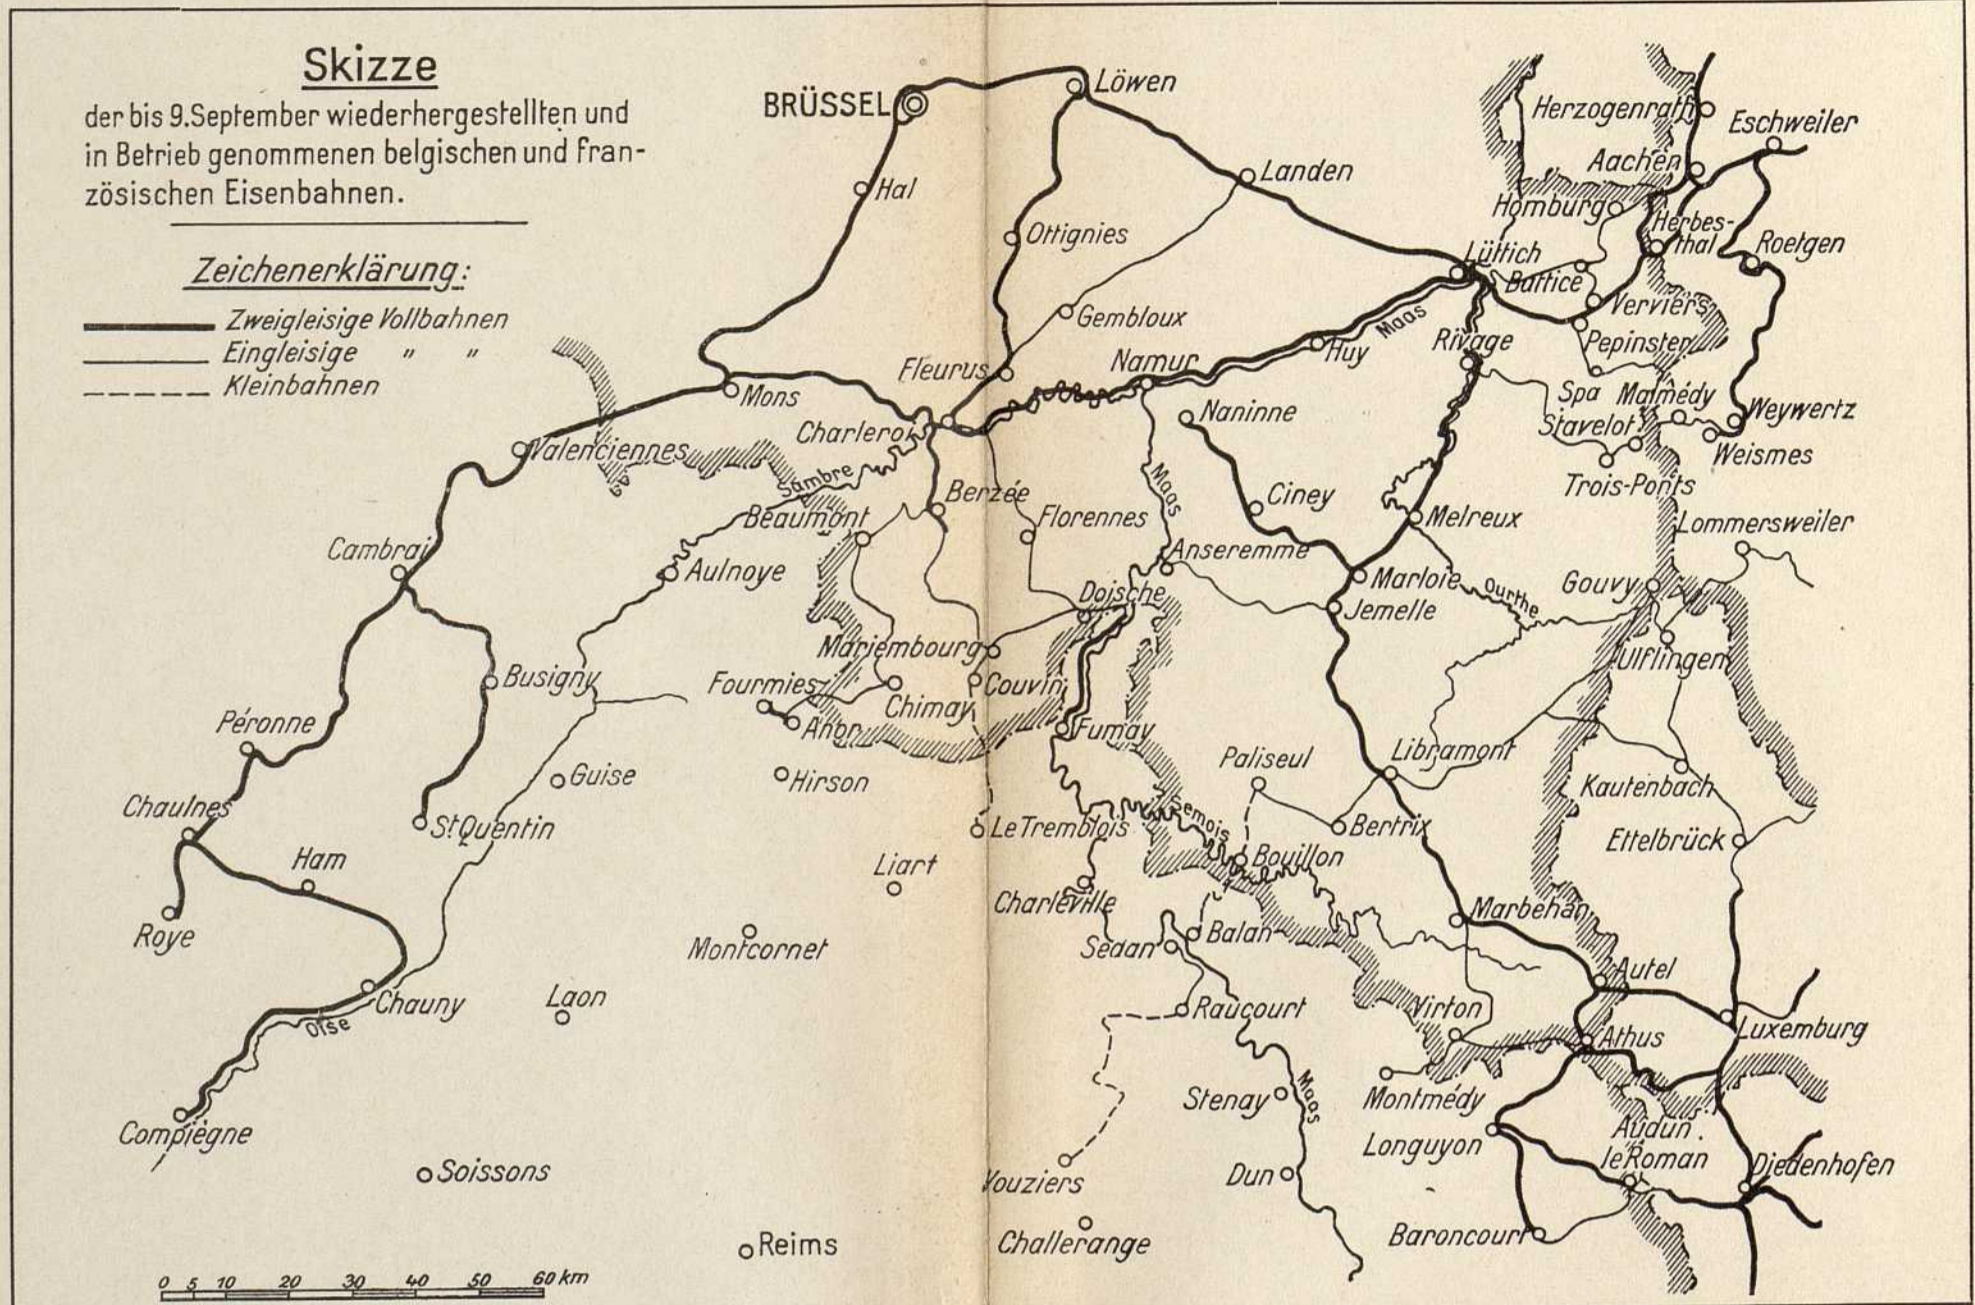 Skizze
der bis 9. September wiederhergestellten und
in Betrieb genommenen belgischen und fran-
zösischen Eisenbahnen.
Zeichenerklärung:
Zweigleisige Vollbahnen
Eingleisige " "
Kleinbahnen
BRÜSSEL
Löwen
Herzogenrath
Eschweiler
Aachen
Landen
Hal
Homburg
Herbes-
thal
Roetgen
Ottignies
Lüttich
Battice
Verviers
Gembloux
Maas
Huy
Rivage
Pepinster
Fleurus
Namur
Mons
Naninne
Spa
Malmédy
Weywertz
Stavelot
Charleroi
Valenciennes
Weismes
Sambre
Trois-Ponts
Maas
Berzée
Ciney
Beaumont
Florennes
Melreux
Lommersweiler
Cambrai
Aulnoye
Anseremme
Marloie
Ourthe
Gouvy
Doische
Jemelle
Mariembourg
Ulflingen
Busigny
Fourmies
Couvin
Chimay
Péronne
Anor
Fumay
Libramont
Paliseul
Guise
Hirson
Kautenbach
Chaulnes
St. Quentin
Le Tremblois
Semois
Bertrix
Ettelbrück
Ham
Liart
Bouillon
Charleville
Marbehan
Roye
Montcornet
Sedan
Balan
Autel
Chauny
Laon
Raucourt
Virton
Luxemburg
Oise
Athus
Stenay
Maas
Montmédy
Compiègne
Longuyon
Audun.
le Roman
Soissons
Vouziers
Dun
Diedenhofen
Reims
Challerange
Baroncourt
0 5 10 20 30 40 50 60 km